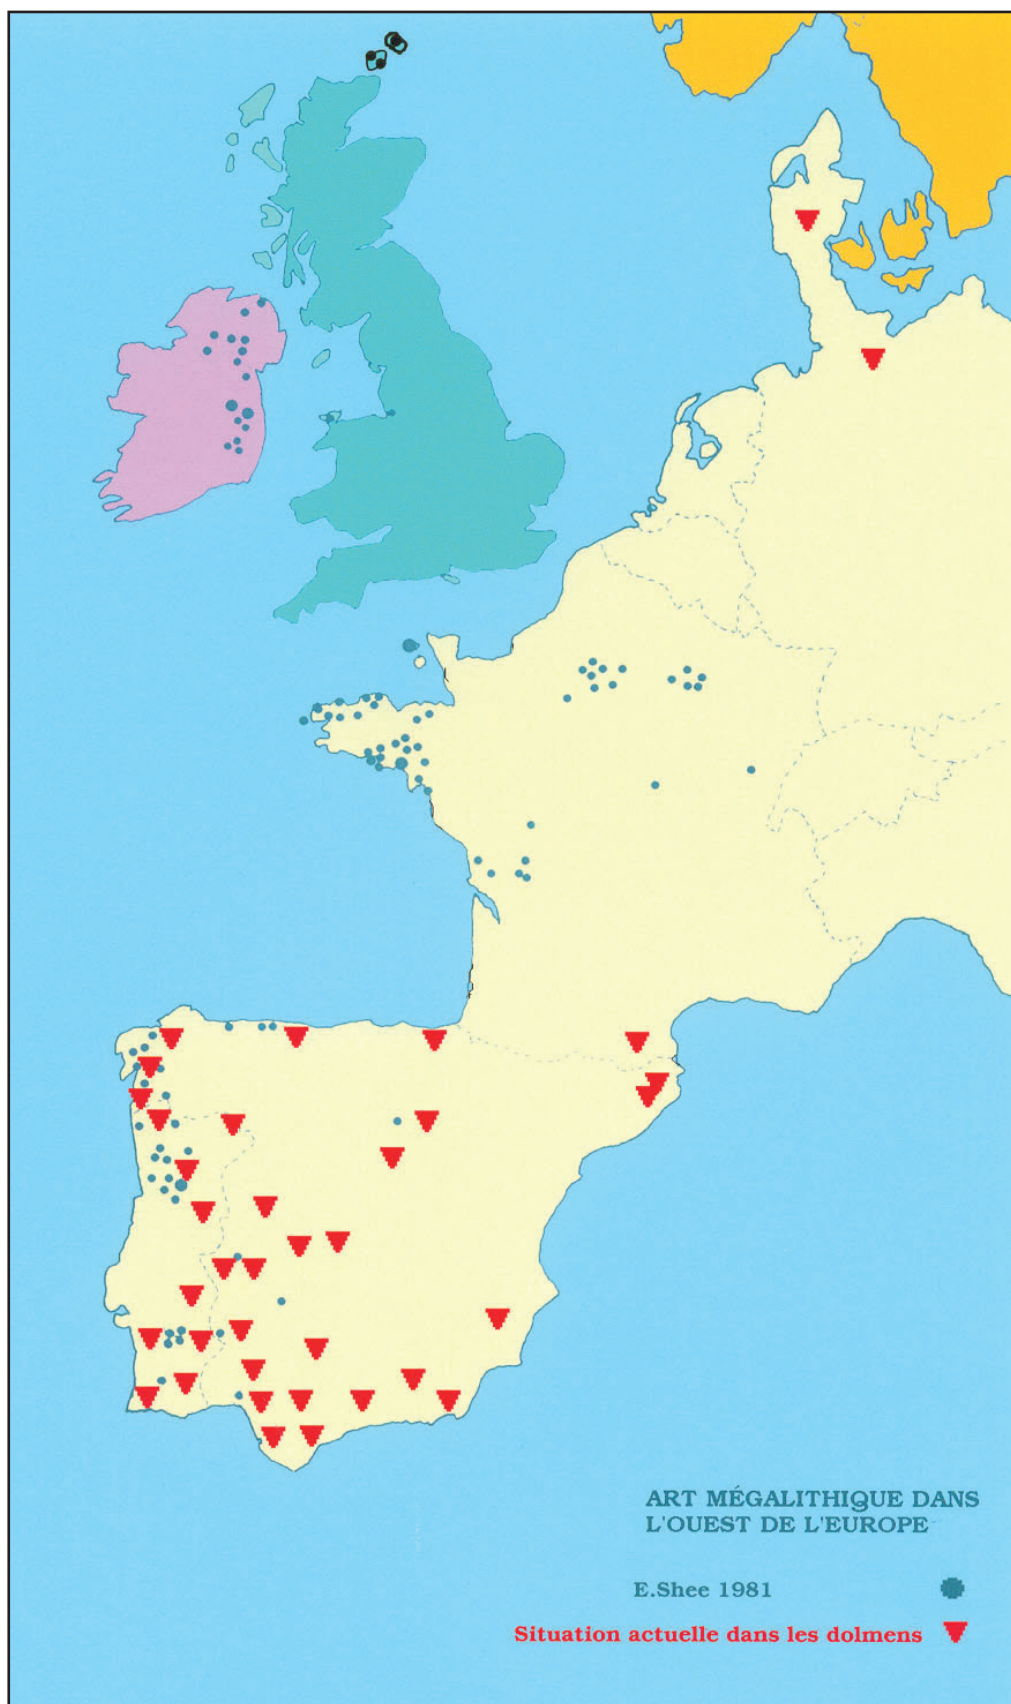 ART MÉGALITHIQUE DANS
L'OUEST DE L'EUROPE
E.Shee 1981
Situation actuelle dans les dolmens